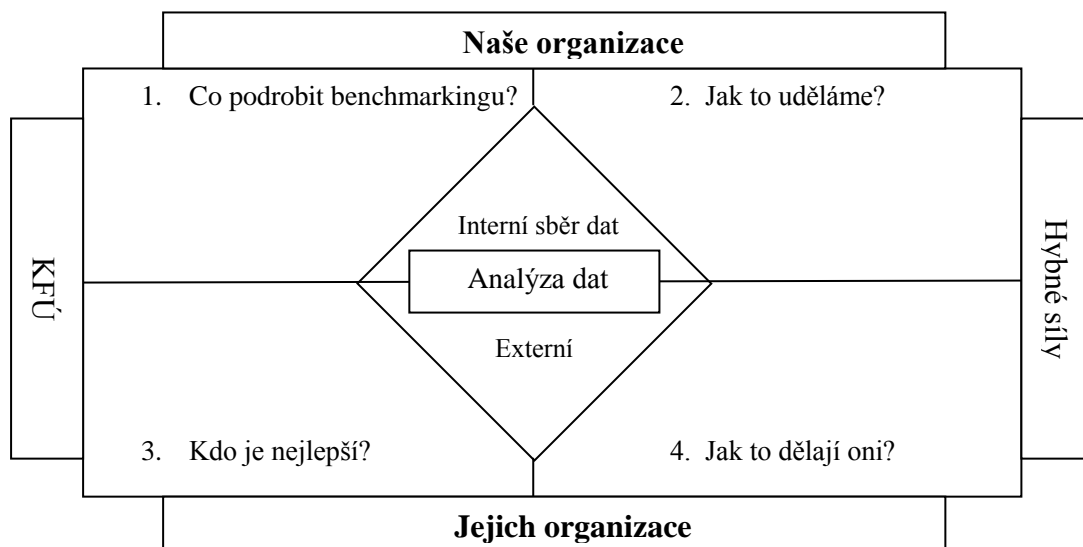 Naše organizace
1. Co podrobit benchmarkingu?
2. Jak to uděláme?
KFÚ
Interní sběr dat
Analýza dat
Externí
Hybné síly
3. Kdo je nejlepší?
4. Jak to dělají oni?
Jejich organizace